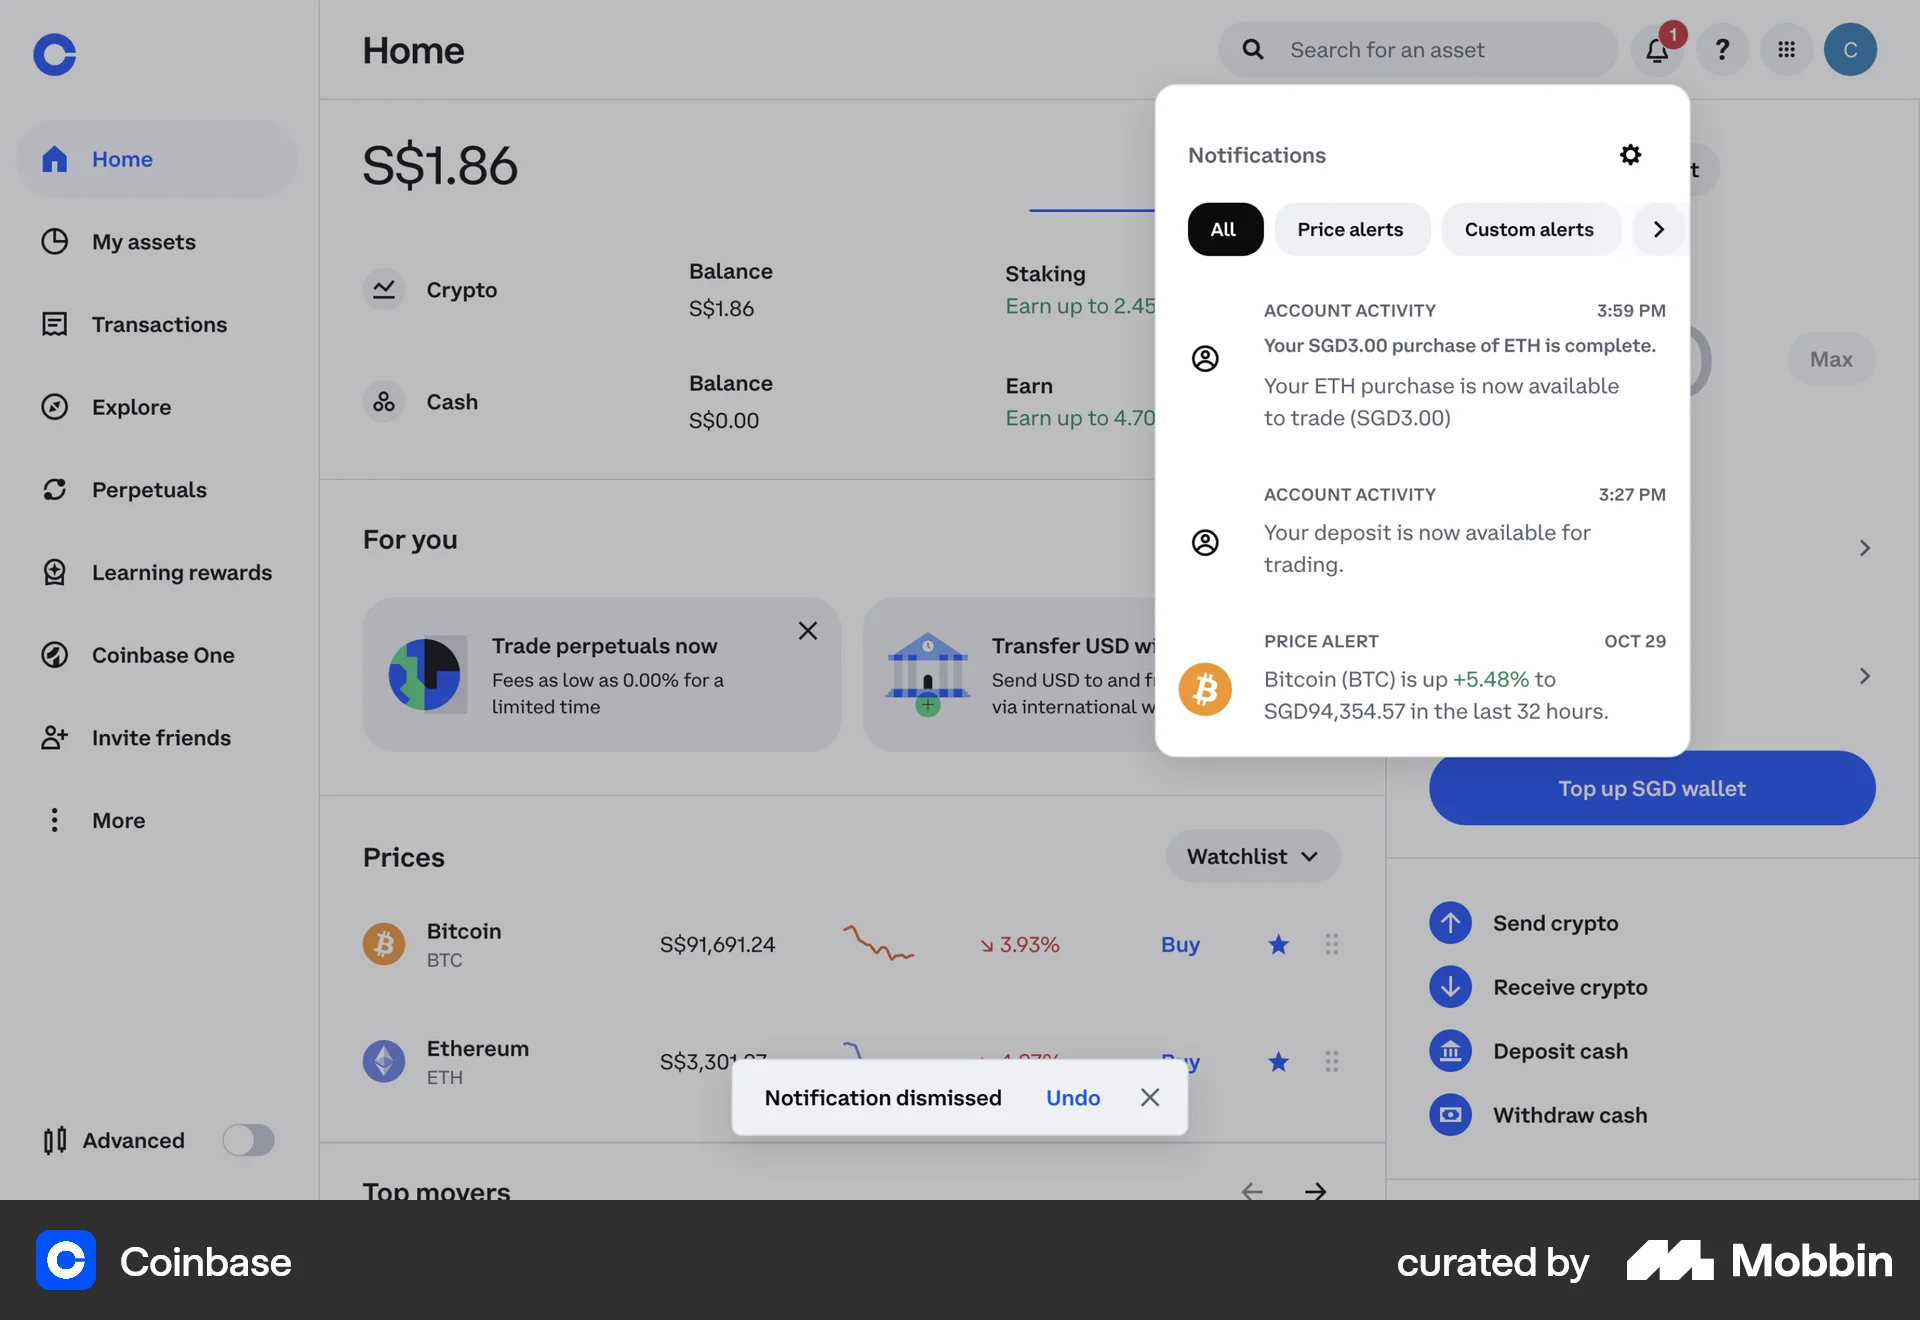 Home
Search for an asset
1
?
C
Home
My assets
Transactions
Explore
Perpetuals
Learning rewards
Coinbase One
Invite friends
More
Advanced
S$1.86
Crypto
Balance
S$1.86
Staking
Earn up to 2.45
Cash
Balance
S$0.00
Earn
Earn up to 4.70
For you
Trade perpetuals now
Fees as low as 0.00% for a
limited time
Transfer USD wi
Send USD to and f
via international w
Prices
Watchlist
Bitcoin
BTC
S$91,691.24
3.93%
Buy
Ethereum
ETH
Buy
Notification dismissed
Undo
Top movers
Notifications
All
Price alerts
Custom alerts
ACCOUNT ACTIVITY
3:59 PM
Your SGD3.00 purchase of ETH is complete.
Your ETH purchase is now available
to trade (SGD3.00)
ACCOUNT ACTIVITY
3:27 PM
Your deposit is now available for
trading.
PRICE ALERT
OCT 29
Bitcoin (BTC) is up +5.48% to
SGD94,354.57 in the last 32 hours.
t
Max
Top up SGD wallet
Send crypto
Receive crypto
Deposit cash
Withdraw cash
Coinbase
curated by
Mobbin